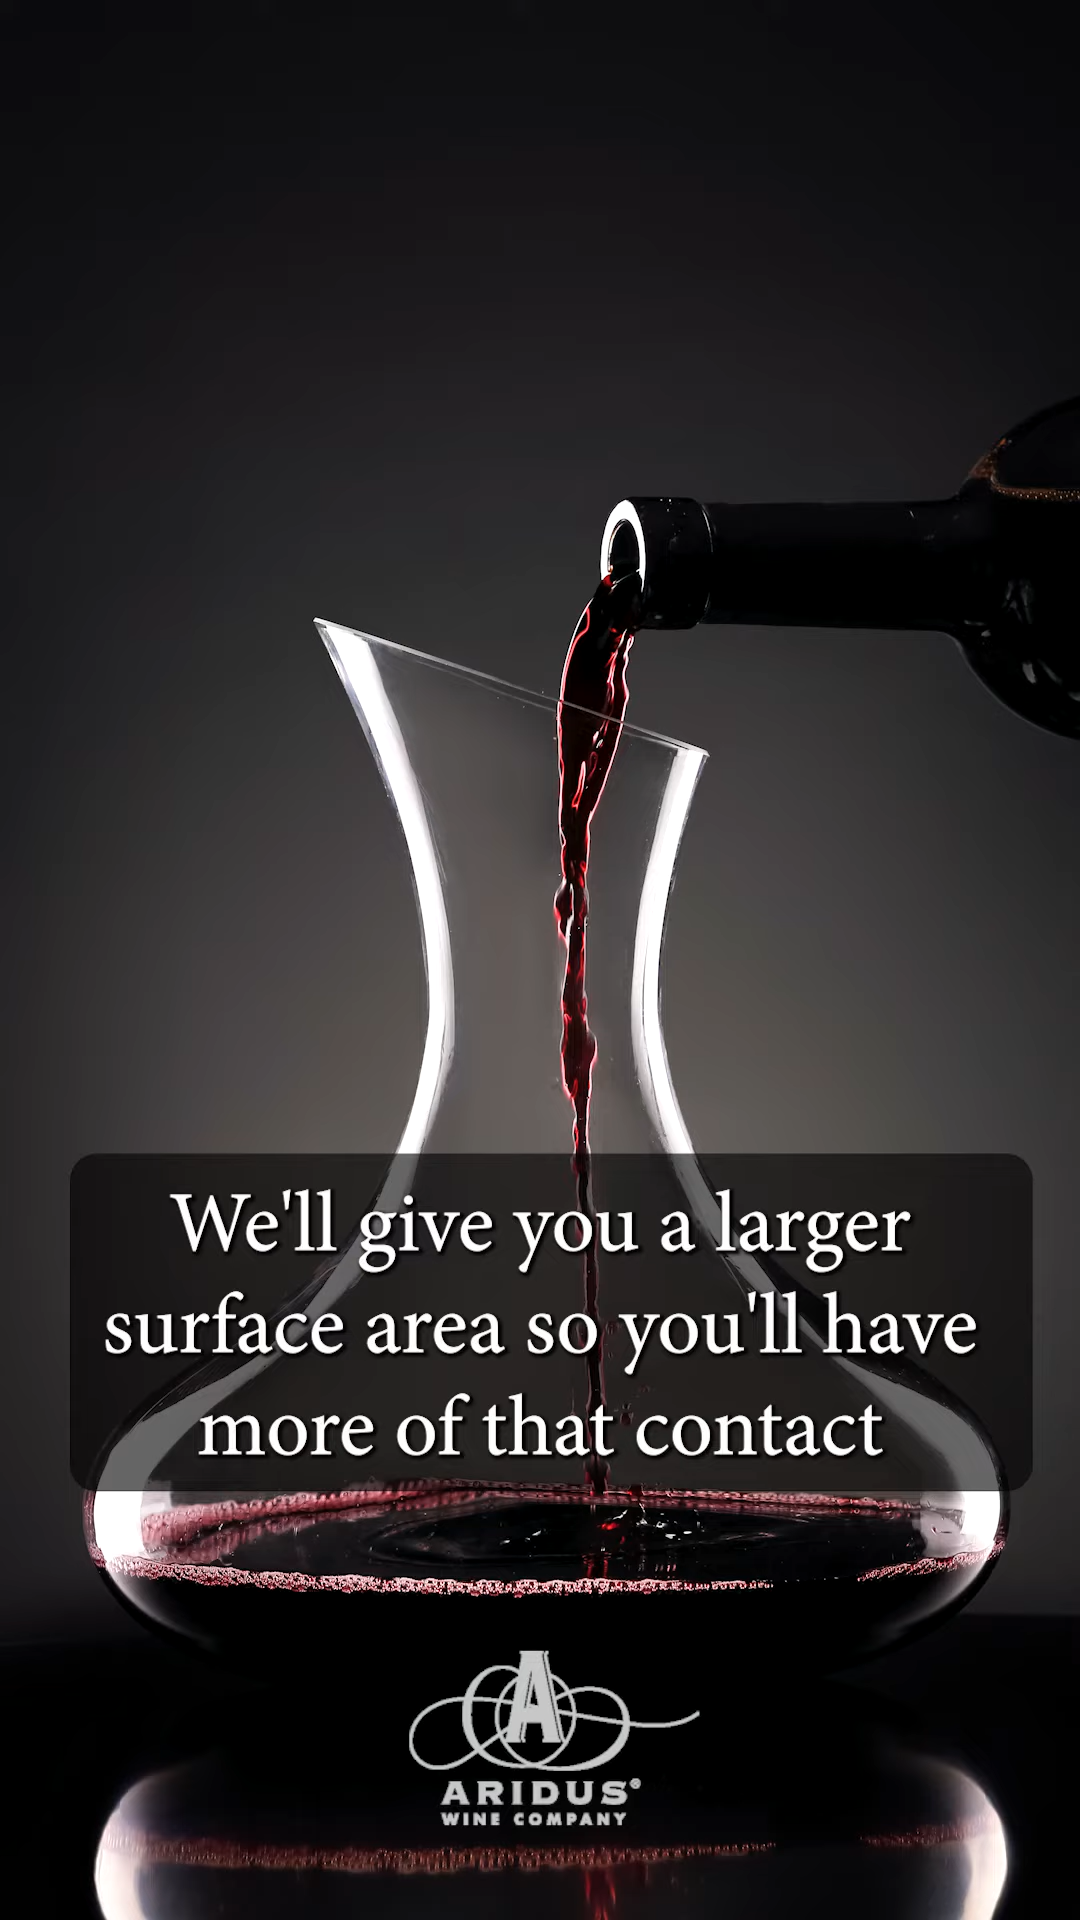 We'll give you a larger
surface area so you'll have
more of that contact
A
ARIDUS®
WINE COMPANY